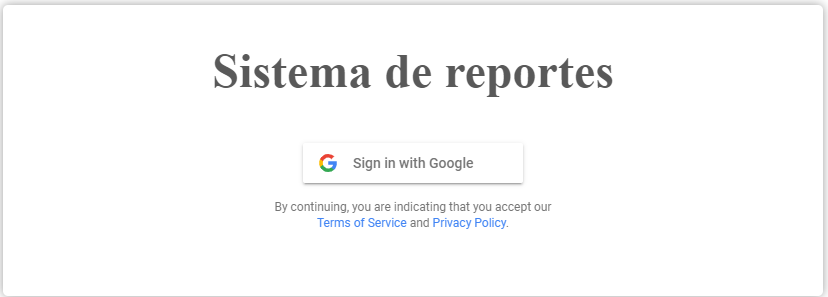 Sistema de reportes
Sign in with Google
By continuing, you are indicating that you accept our
Terms of Service and Privacy Policy.